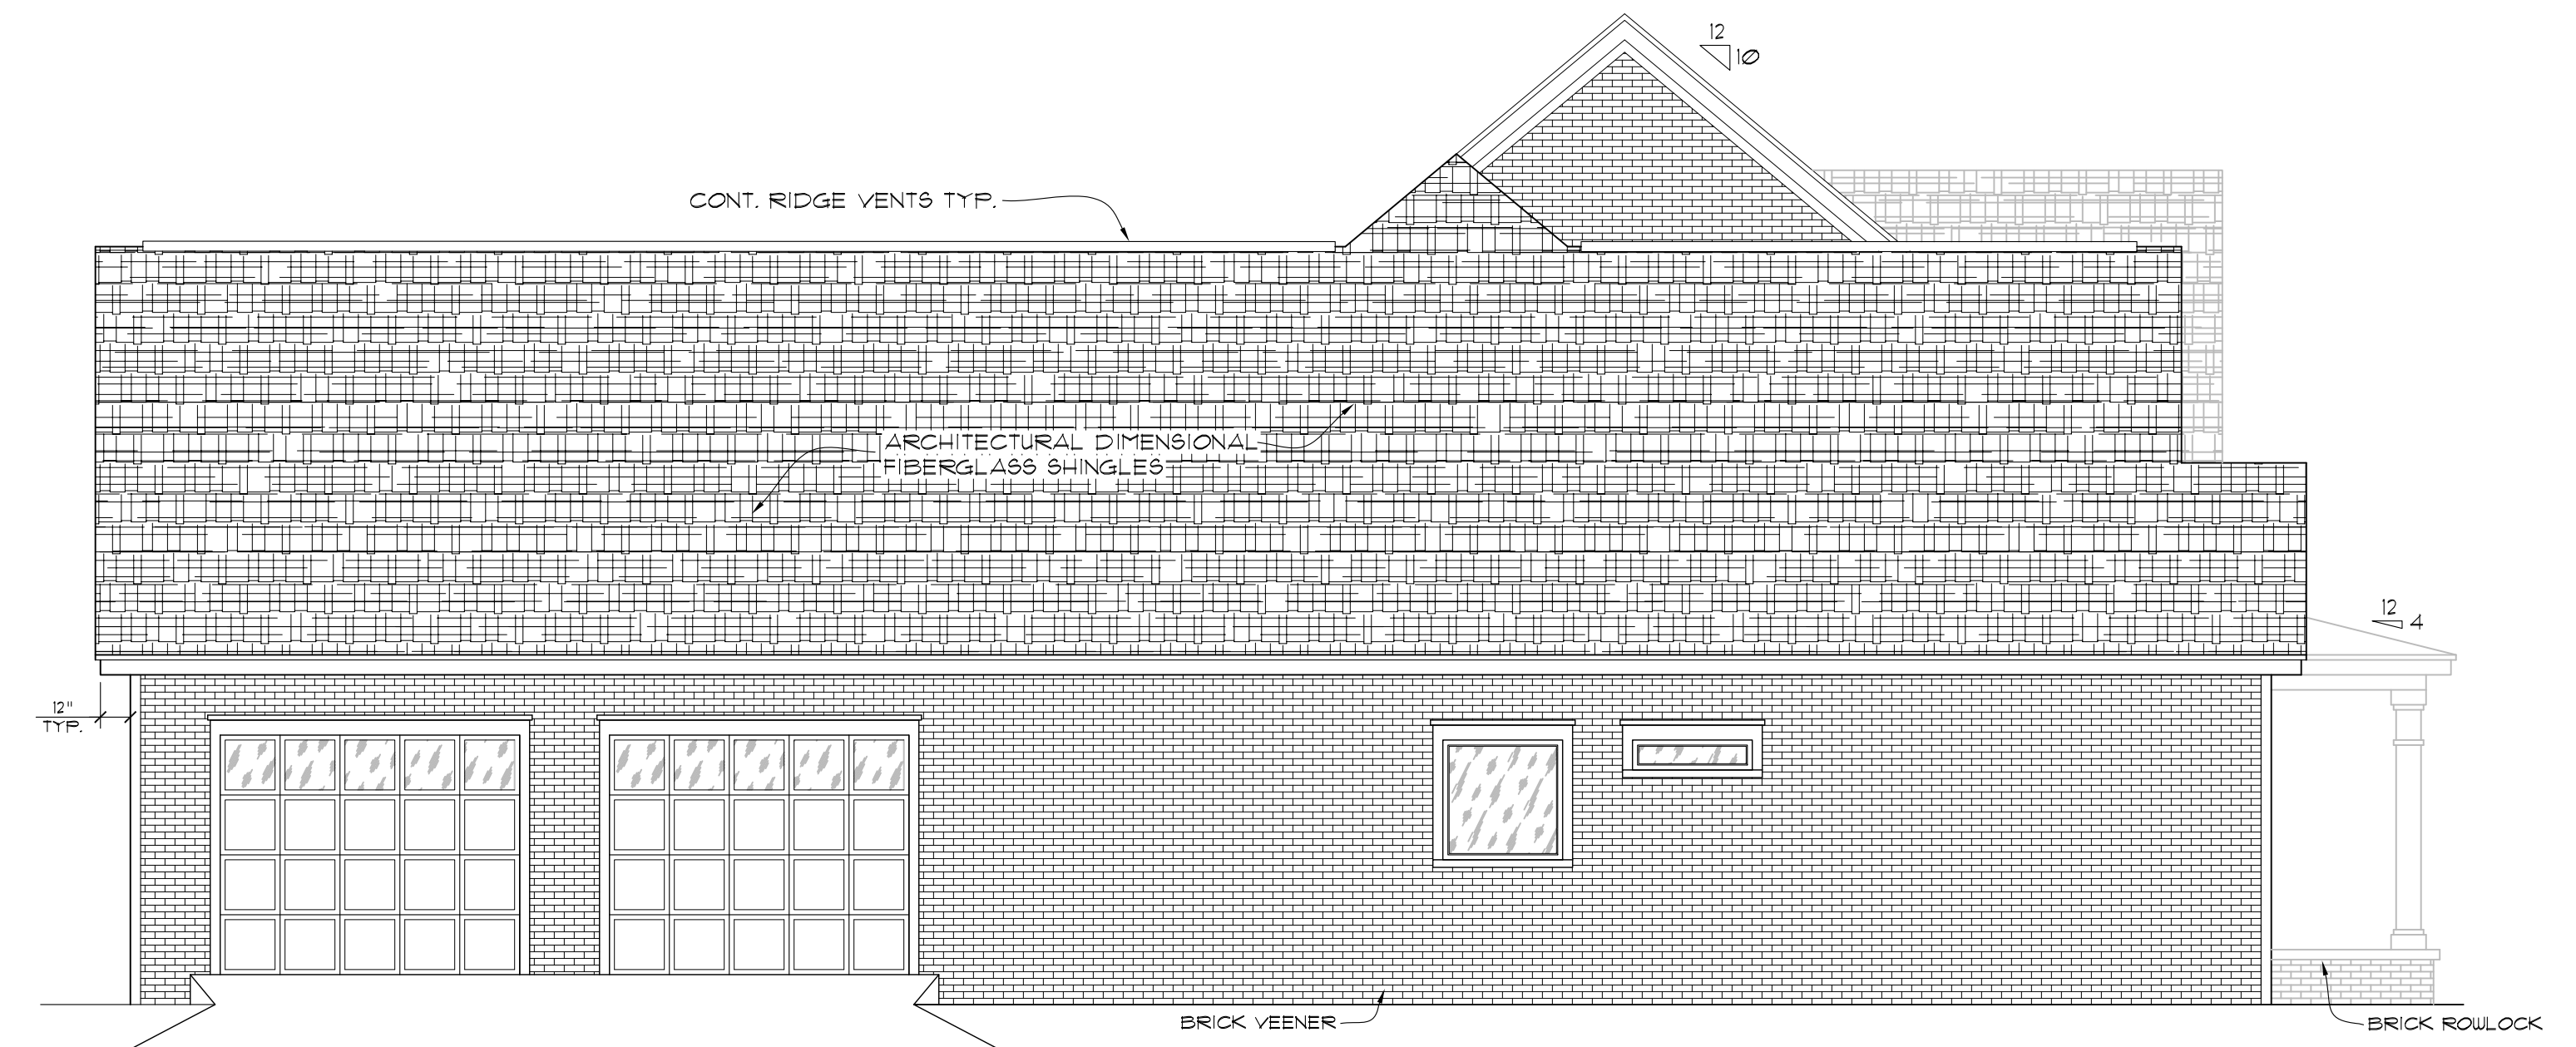 12
10
CONT. RIDGE VENTS TYP.
ARCHITECTURAL DIMENSIONAL
FIBERGLASS SHINGLES
12
4
12"
TYP.
BRICK VEENER
BRICK ROWLOCK